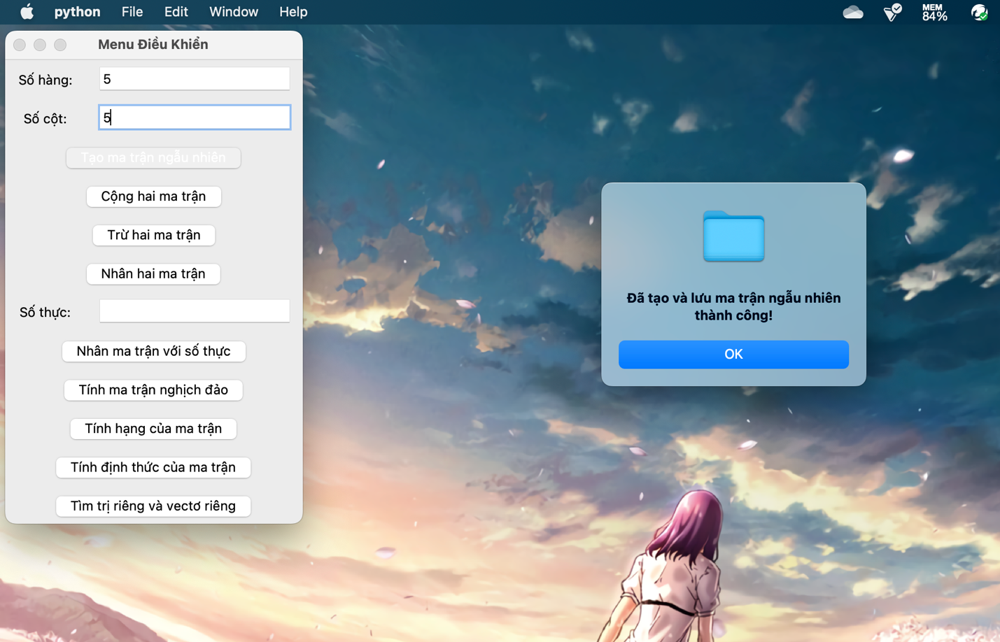 python File Edit Window Help MEM
84%
Menu Điều Khiển
Số hàng: 5
Số cột: 5
Tạo ma trận ngẫu nhiên
Cộng hai ma trận
Trừ hai ma trận
Nhân hai ma trận
Số thực:
Nhân ma trận với số thực
Tính ma trận nghịch đảo
Tính hạng của ma trận
Tính định thức của ma trận
Tìm trị riêng và vectơ riêng
Đã tạo và lưu ma trận ngẫu nhiên
thành công!
OK